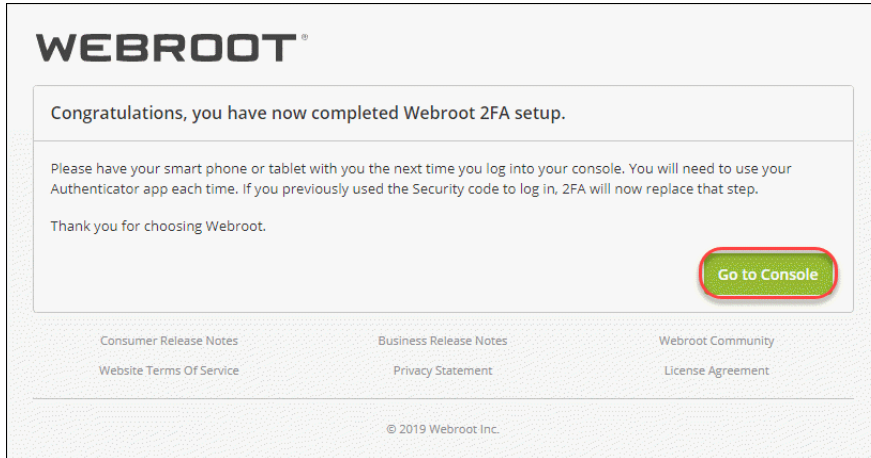 WEBROOT®
Congratulations, you have now completed Webroot 2FA setup.
Please have your smart phone or tablet with you the next time you log into your console. You will need to use your
Authenticator app each time. If you previously used the Security code to log in, 2FA will now replace that step.
Thank you for choosing Webroot.
Go to Console
Consumer Release Notes Business Release Notes Webroot Community
Website Terms Of Service Privacy Statement License Agreement
© 2019 Webroot Inc.